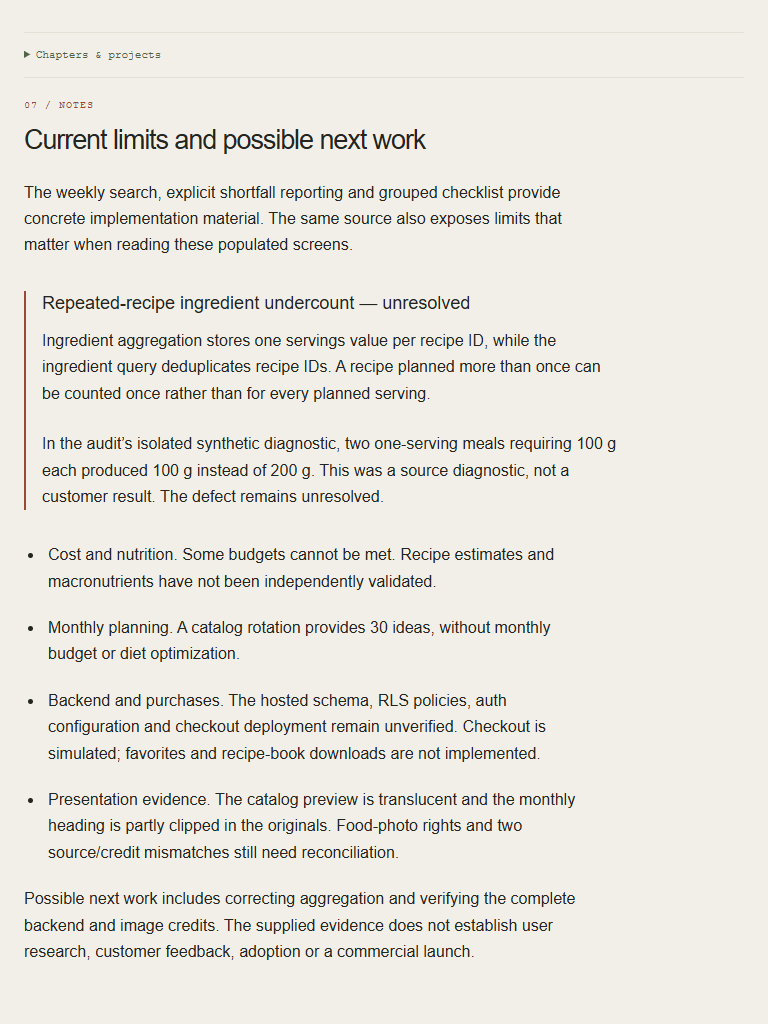 ▶ Chapters & projects
07 / NOTES
Current limits and possible next work
The weekly search, explicit shortfall reporting and grouped checklist provide
concrete implementation material. The same source also exposes limits that
matter when reading these populated screens.
Repeated-recipe ingredient undercount — unresolved
Ingredient aggregation stores one servings value per recipe ID, while the
ingredient query deduplicates recipe IDs. A recipe planned more than once can
be counted once rather than for every planned serving.
In the audit’s isolated synthetic diagnostic, two one-serving meals requiring 100 g
each produced 100 g instead of 200 g. This was a source diagnostic, not a
customer result. The defect remains unresolved.
• Cost and nutrition. Some budgets cannot be met. Recipe estimates and
macronutrients have not been independently validated.
• Monthly planning. A catalog rotation provides 30 ideas, without monthly
budget or diet optimization.
• Backend and purchases. The hosted schema, RLS policies, auth
configuration and checkout deployment remain unverified. Checkout is
simulated; favorites and recipe-book downloads are not implemented.
• Presentation evidence. The catalog preview is translucent and the monthly
heading is partly clipped in the originals. Food-photo rights and two
source/credit mismatches still need reconciliation.
Possible next work includes correcting aggregation and verifying the complete
backend and image credits. The supplied evidence does not establish user
research, customer feedback, adoption or a commercial launch.